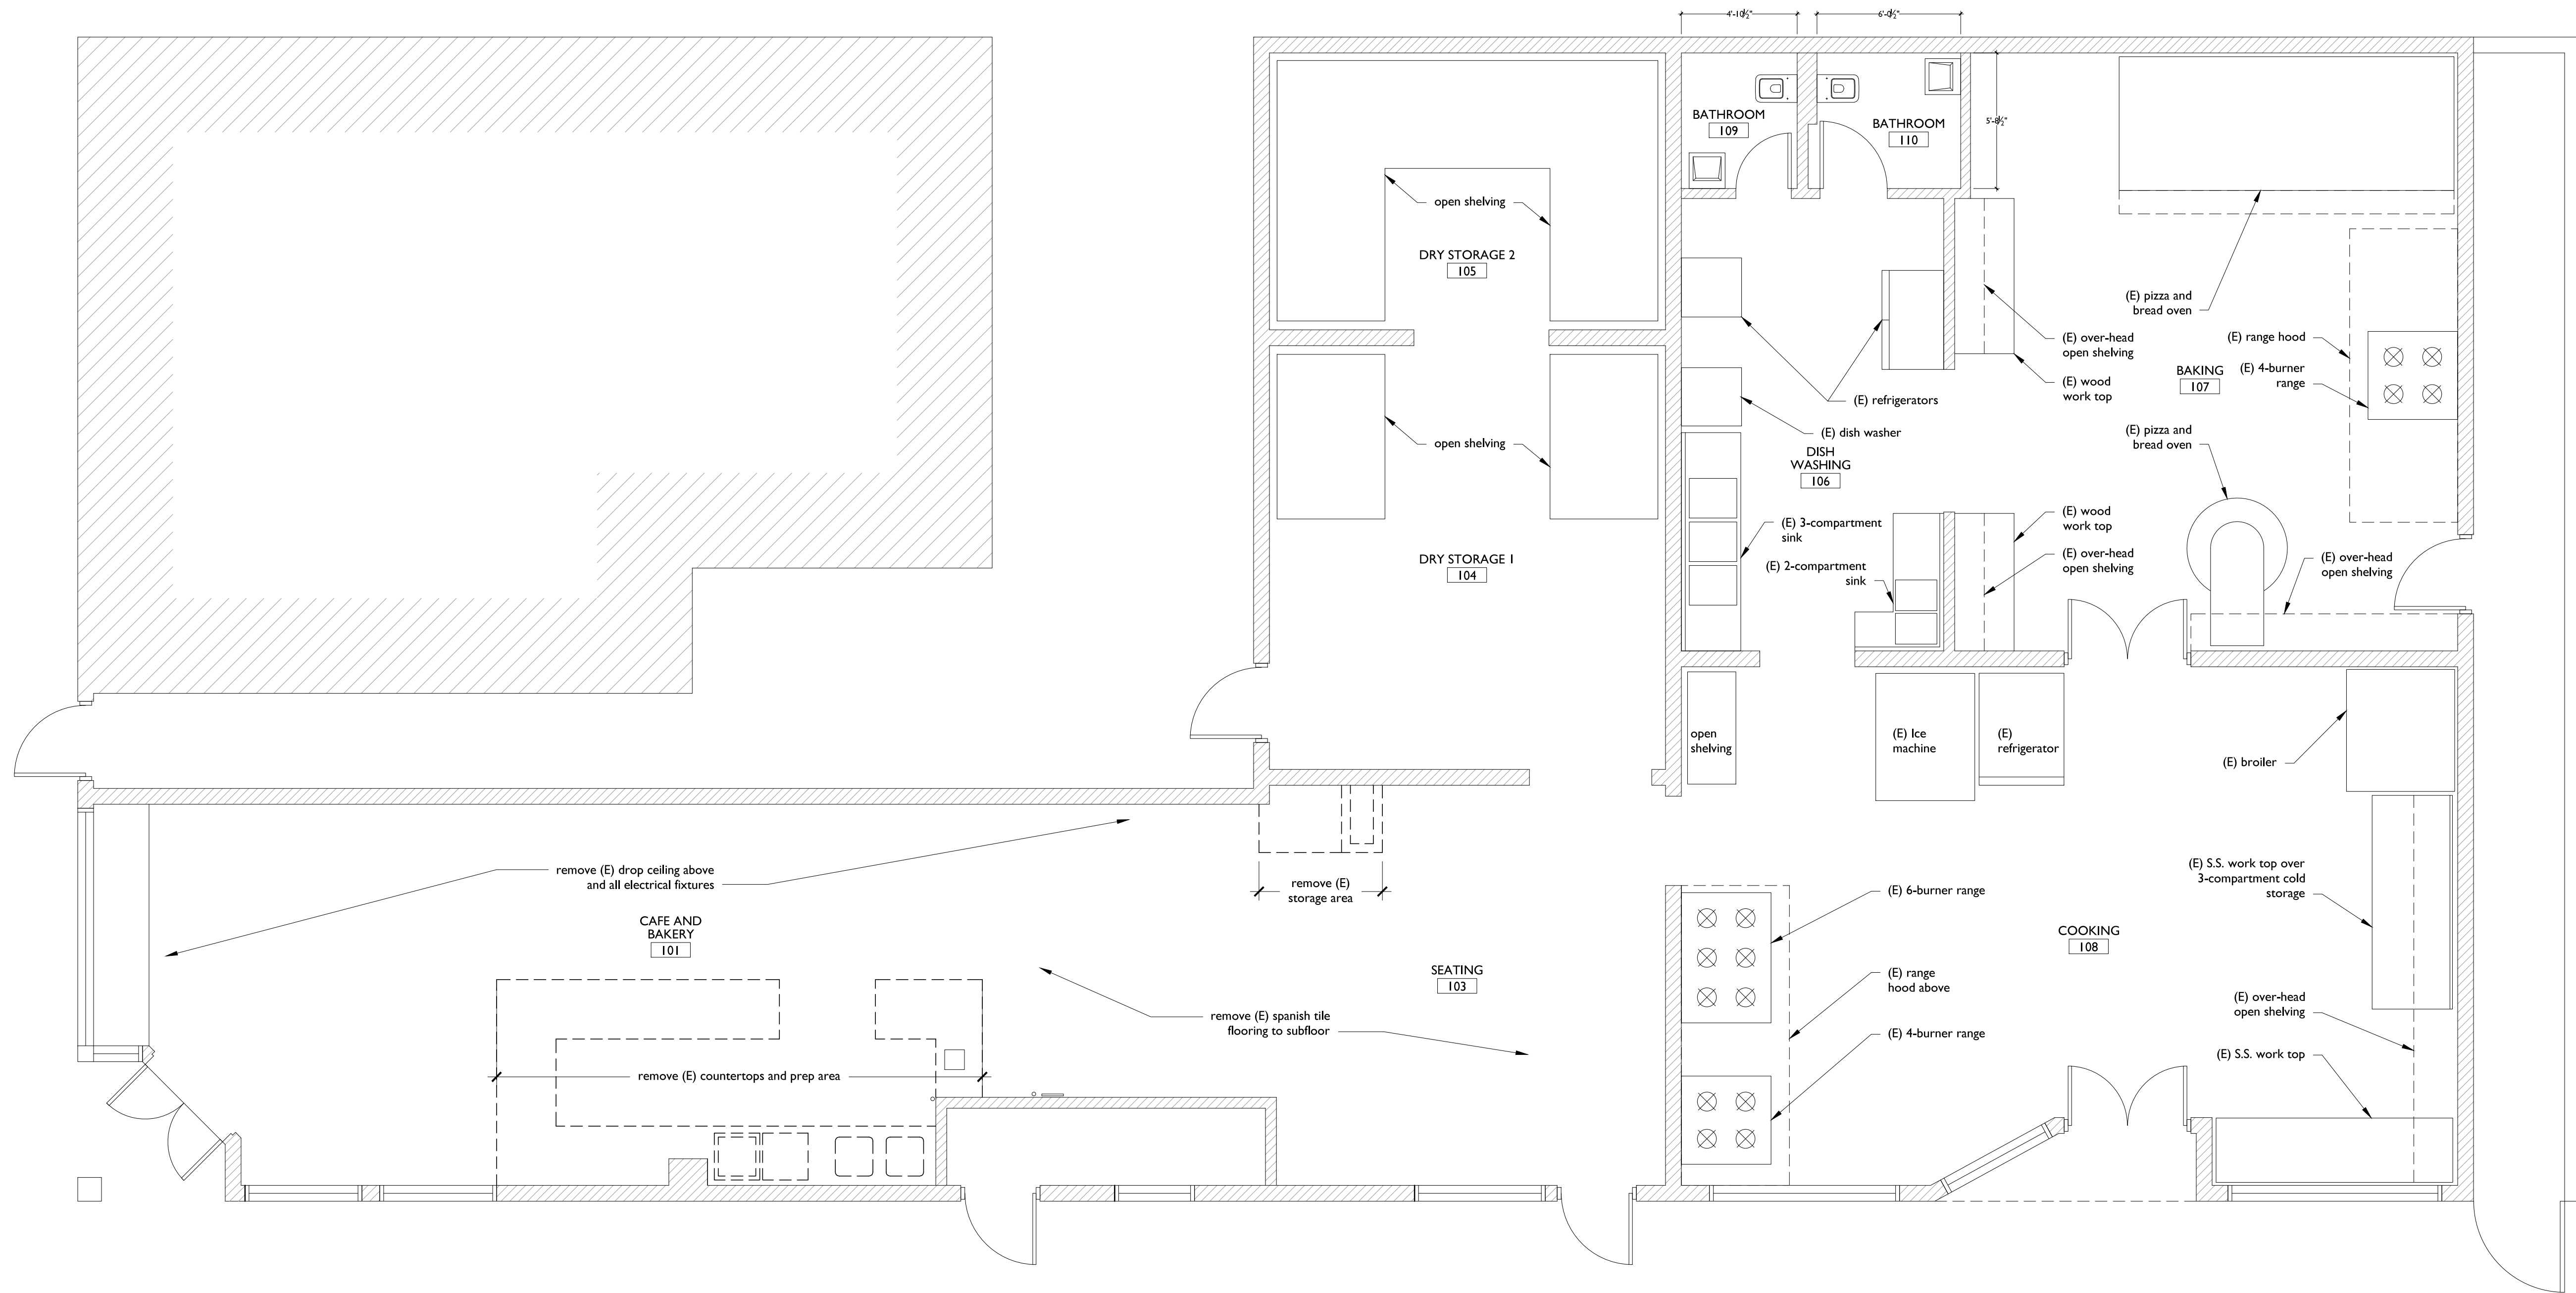 4'-10½"
6'-0½"
BATHROOM
109
BATHROOM
110
5'-8½"
open shelving
DRY STORAGE 2
105
(E) pizza and
bread oven
(E) range hood
(E) over-head
open shelving
(E) 4-burner
range
BAKING
107
(E) wood
work top
(E) refrigerators
(E) dish washer
(E) pizza and
bread oven
open shelving
DISH
WASHING
106
(E) 3-compartment
sink
(E) wood
work top
DRY STORAGE 1
104
(E) 2-compartment
sink
(E) over-head
open shelving
(E) over-head
open shelving
open
shelving
(E) Ice
machine
(E)
refrigerator
(E) broiler
remove (E) drop ceiling above
and all electrical fixtures
remove (E)
storage area
(E) 6-burner range
(E) S.S. work top over
3-compartment cold
storage
CAFE AND
BAKERY
101
COOKING
108
SEATING
103
(E) range
hood above
remove (E) spanish tile
flooring to subfloor
(E) over-head
open shelving
(E) 4-burner range
(E) S.S. work top
remove (E) countertops and prep area